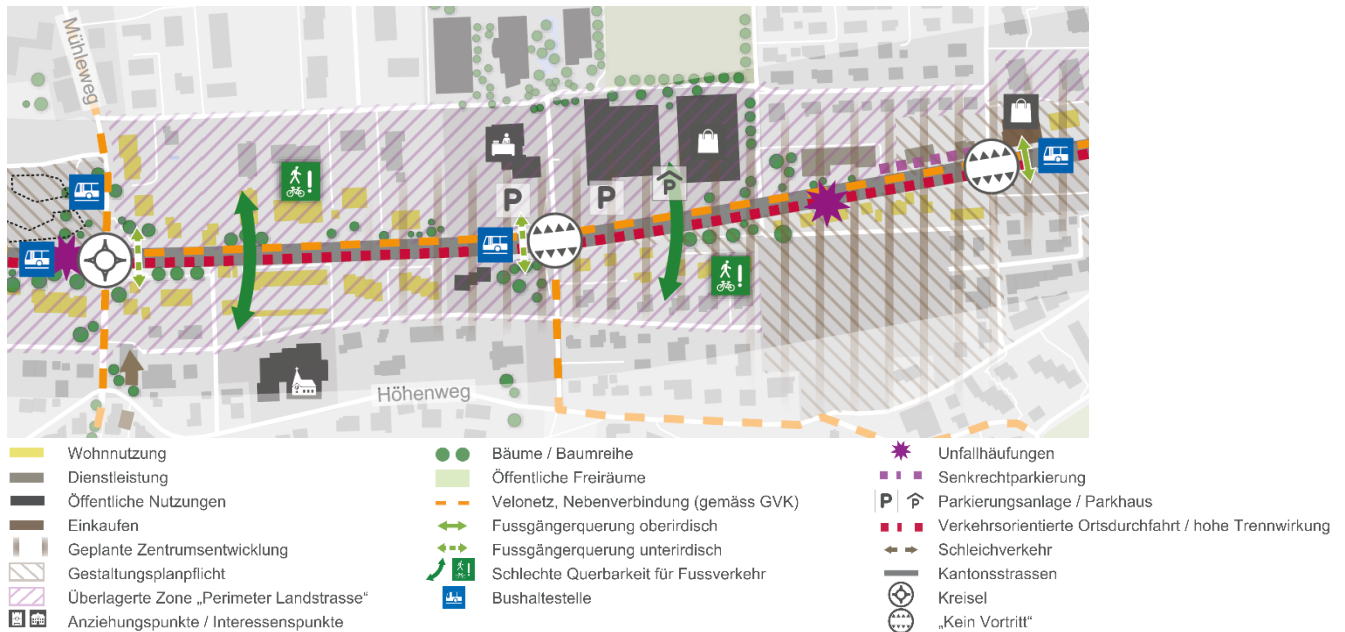 Mühleweg
P
P
P
Höhenweg
Wohnnutzung
Dienstleistung
Öffentliche Nutzungen
Einkaufen
Geplante Zentrumsentwicklung
Gestaltungsplanpflicht
Überlagerte Zone „Perimeter Landstrasse“
Anziehungspunkte / Interessenspunkte
Bäume / Baumreihe
Öffentliche Freiräume
Velonetz, Nebenverbindung (gemäss GVK)
Fussgängerquerung oberirdisch
Fussgängerquerung unterirdisch
Schlechte Querbarkeit für Fussverkehr
Bushaltestelle
Unfallhäufungen
Senkrechtparkierung
P P Parkierungsanlage / Parkhaus
Verkehrsorientierte Ortsdurchfahrt / hohe Trennwirkung
Schleichverkehr
Kantonsstrassen
Kreisel
„Kein Vortritt“